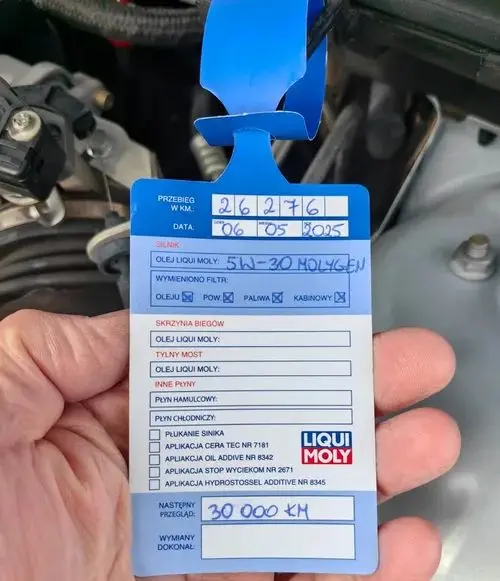 PRZEBIEG W KM.: 26276
DATA: 06 05 2025
SILNIK
OLEJ LIQUI MOLY: 5W-30 MOLYGEN
WYMIENIONO FILTR:
OLEJU ☒ POW. ☒ PALIWA ☒ KABINOWY ☒
SKRZYNIA BIEGÓW
OLEJ LIQUI MOLY:
TYLNY MOST
OLEJ LIQUI MOLY:
INNE PŁYNY
PŁYN HAMULCOWY:
PŁYN CHŁODNICZY:
PŁUKANIE SINIKA
APLIKACJA CERA TEC NR 7181
APLIAKCJA OIL ADDIVE NR 8342
APLIKACJA STOP WYCIEKOM NR 2671
APLIKACJA HYDROSTOSSEL ADDITIVE NR 8345
LIQUI
MOLY
NASTĘPNY PRZEGLĄD: 30 000 KM
WYMIANY DOKONAŁ: